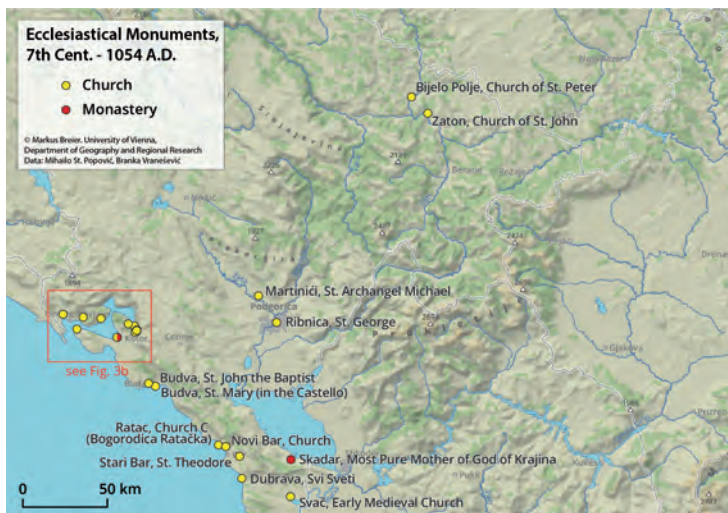 Ecclesiastical Monuments,
7th Cent. - 1054 A.D.
Church
Monastery
© Markus Breier. University of Vienna,
Department of Geography and Regional Research
Data: Mihailo St. Popović, Branka Vranešević
Bijelo Polje, Church of St. Peter
Zaton, Church of St. John
Martinići, St. Archangel Michael
Podgorica
Ribnica, St. George
see Fig. 3b
Budva, St. John the Baptist
Budva, St. Mary (in the Castello)
Ratac, Church C
(Bogorodica Ratačka)
Novi Bar, Church
Stari Bar, St. Theodore
Skadar, Most Pure Mother of God of Krajina
Dubrava, Svi Sveti
Svač, Early Medieval Church
Gjakova
0 50 km